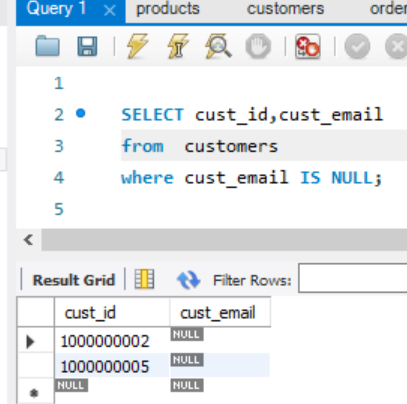 Query 1 × products customers order
1
2 SELECT cust_id,cust_email
3 from customers
4 where cust_email IS NULL;
5
Result Grid Filter Rows:
cust_id cust_email
1000000002 NULL
1000000005 NULL
NULL NULL